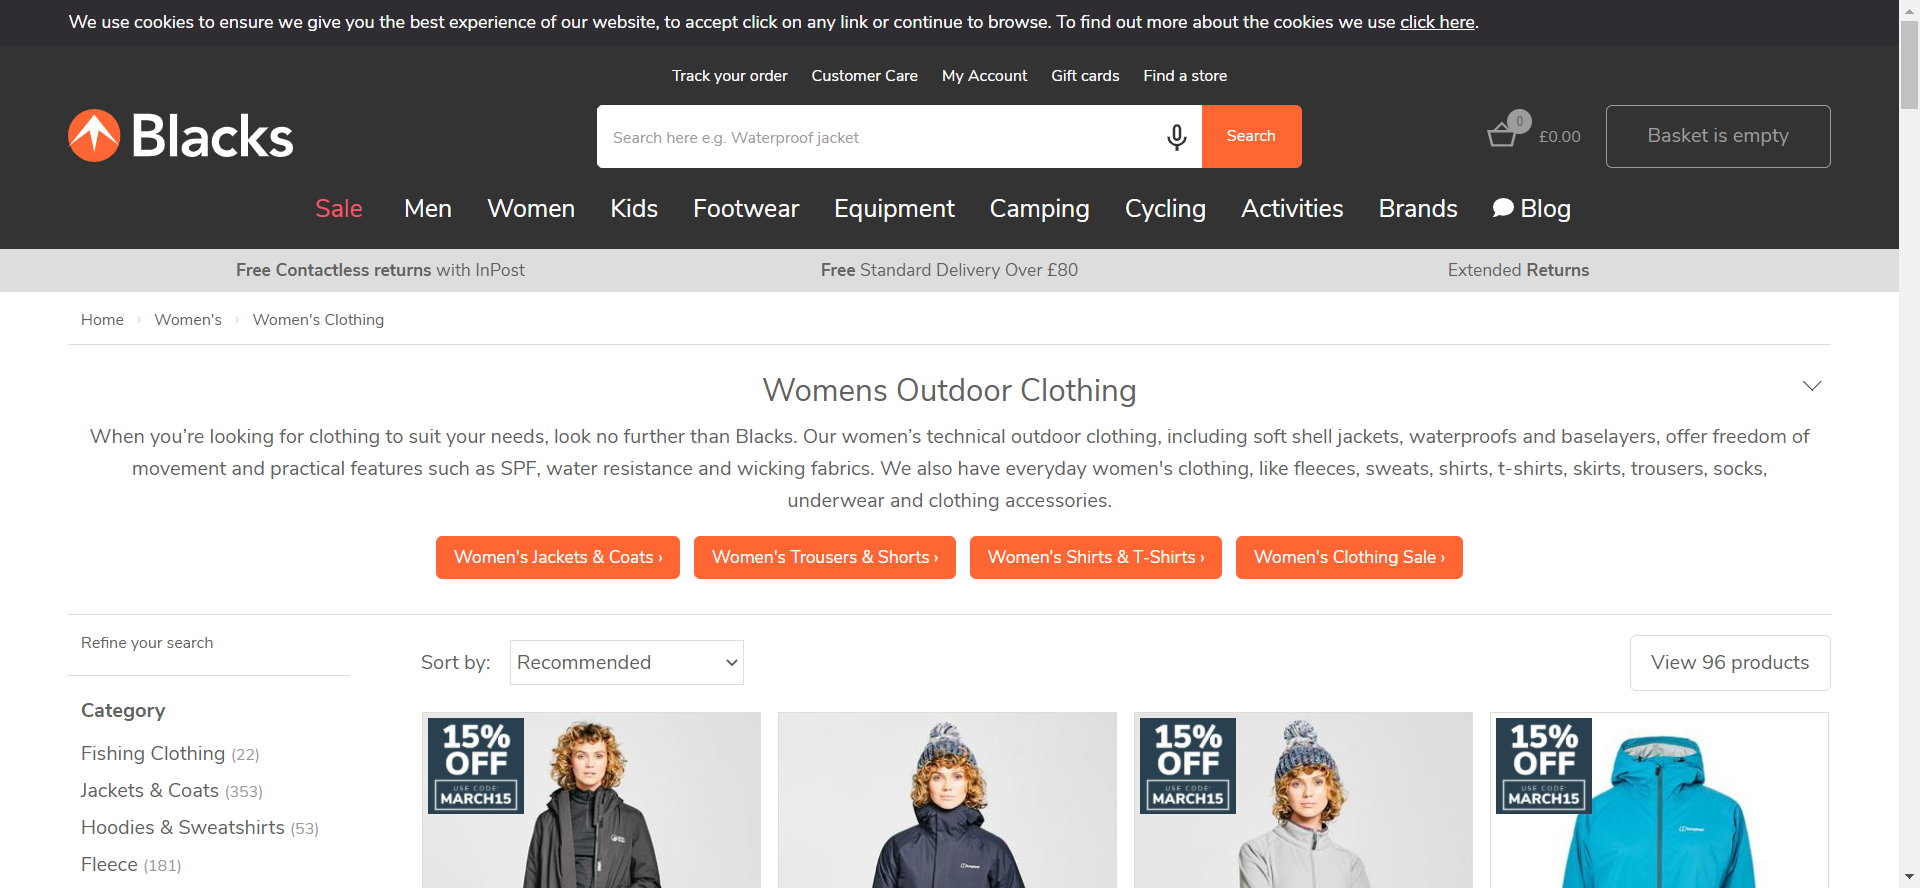 We use cookies to ensure we give you the best experience of our website, to accept click on any link or continue to browse. To find out more about the cookies we use click here.
Track your order Customer Care My Account Gift cards Find a store
Blacks
Search here e.g. Waterproof jacket
Search
0
£0.00
Basket is empty
Sale Men Women Kids Footwear Equipment Camping Cycling Activities Brands Blog
Free Contactless returns with InPost
Free Standard Delivery Over £80
Extended Returns
Home › Women's › Women's Clothing
Womens Outdoor Clothing
When you’re looking for clothing to suit your needs, look no further than Blacks. Our women’s technical outdoor clothing, including soft shell jackets, waterproofs and baselayers, offer freedom of
movement and practical features such as SPF, water resistance and wicking fabrics. We also have everyday women's clothing, like fleeces, sweats, shirts, t-shirts, skirts, trousers, socks,
underwear and clothing accessories.
Women's Jackets & Coats ›
Women's Trousers & Shorts ›
Women's Shirts & T-Shirts ›
Women's Clothing Sale ›
Refine your search
Sort by: Recommended
View 96 products
Category
Fishing Clothing (22)
Jackets & Coats (353)
Hoodies & Sweatshirts (53)
Fleece (181)
15%
OFF
USE CODE:
MARCH15
15%
OFF
USE CODE:
MARCH15
15%
OFF
USE CODE:
MARCH15